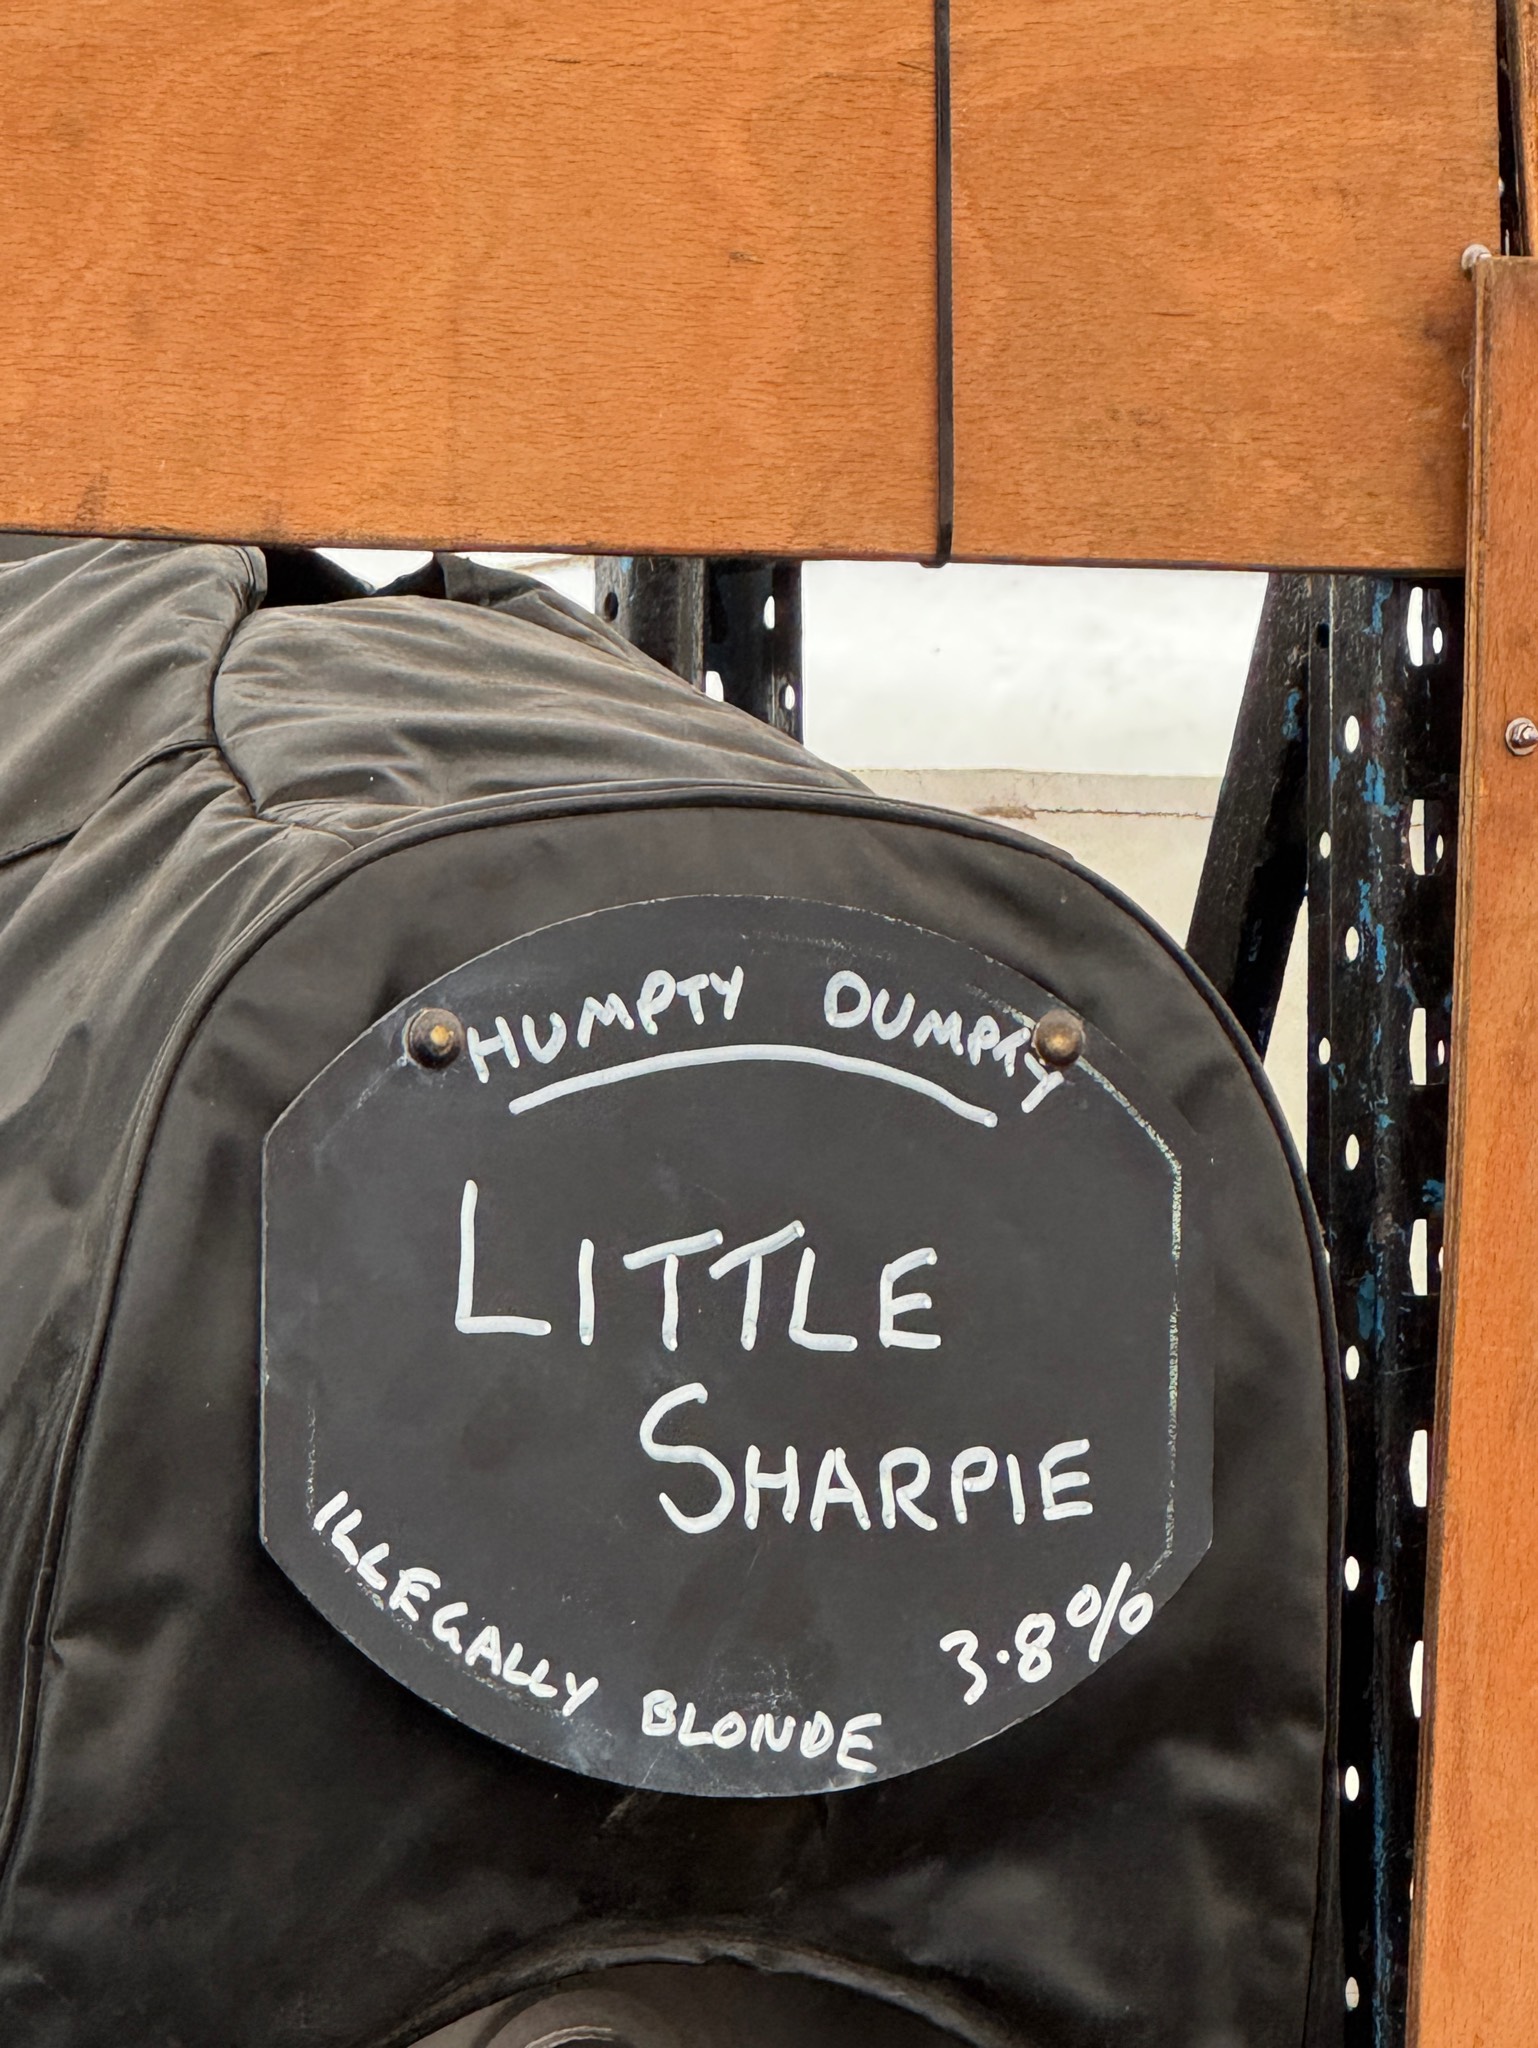 HUMPTY DUMPTY
LITTLE
SHARPIE
ILLEGALLY BLONDE 3.8%